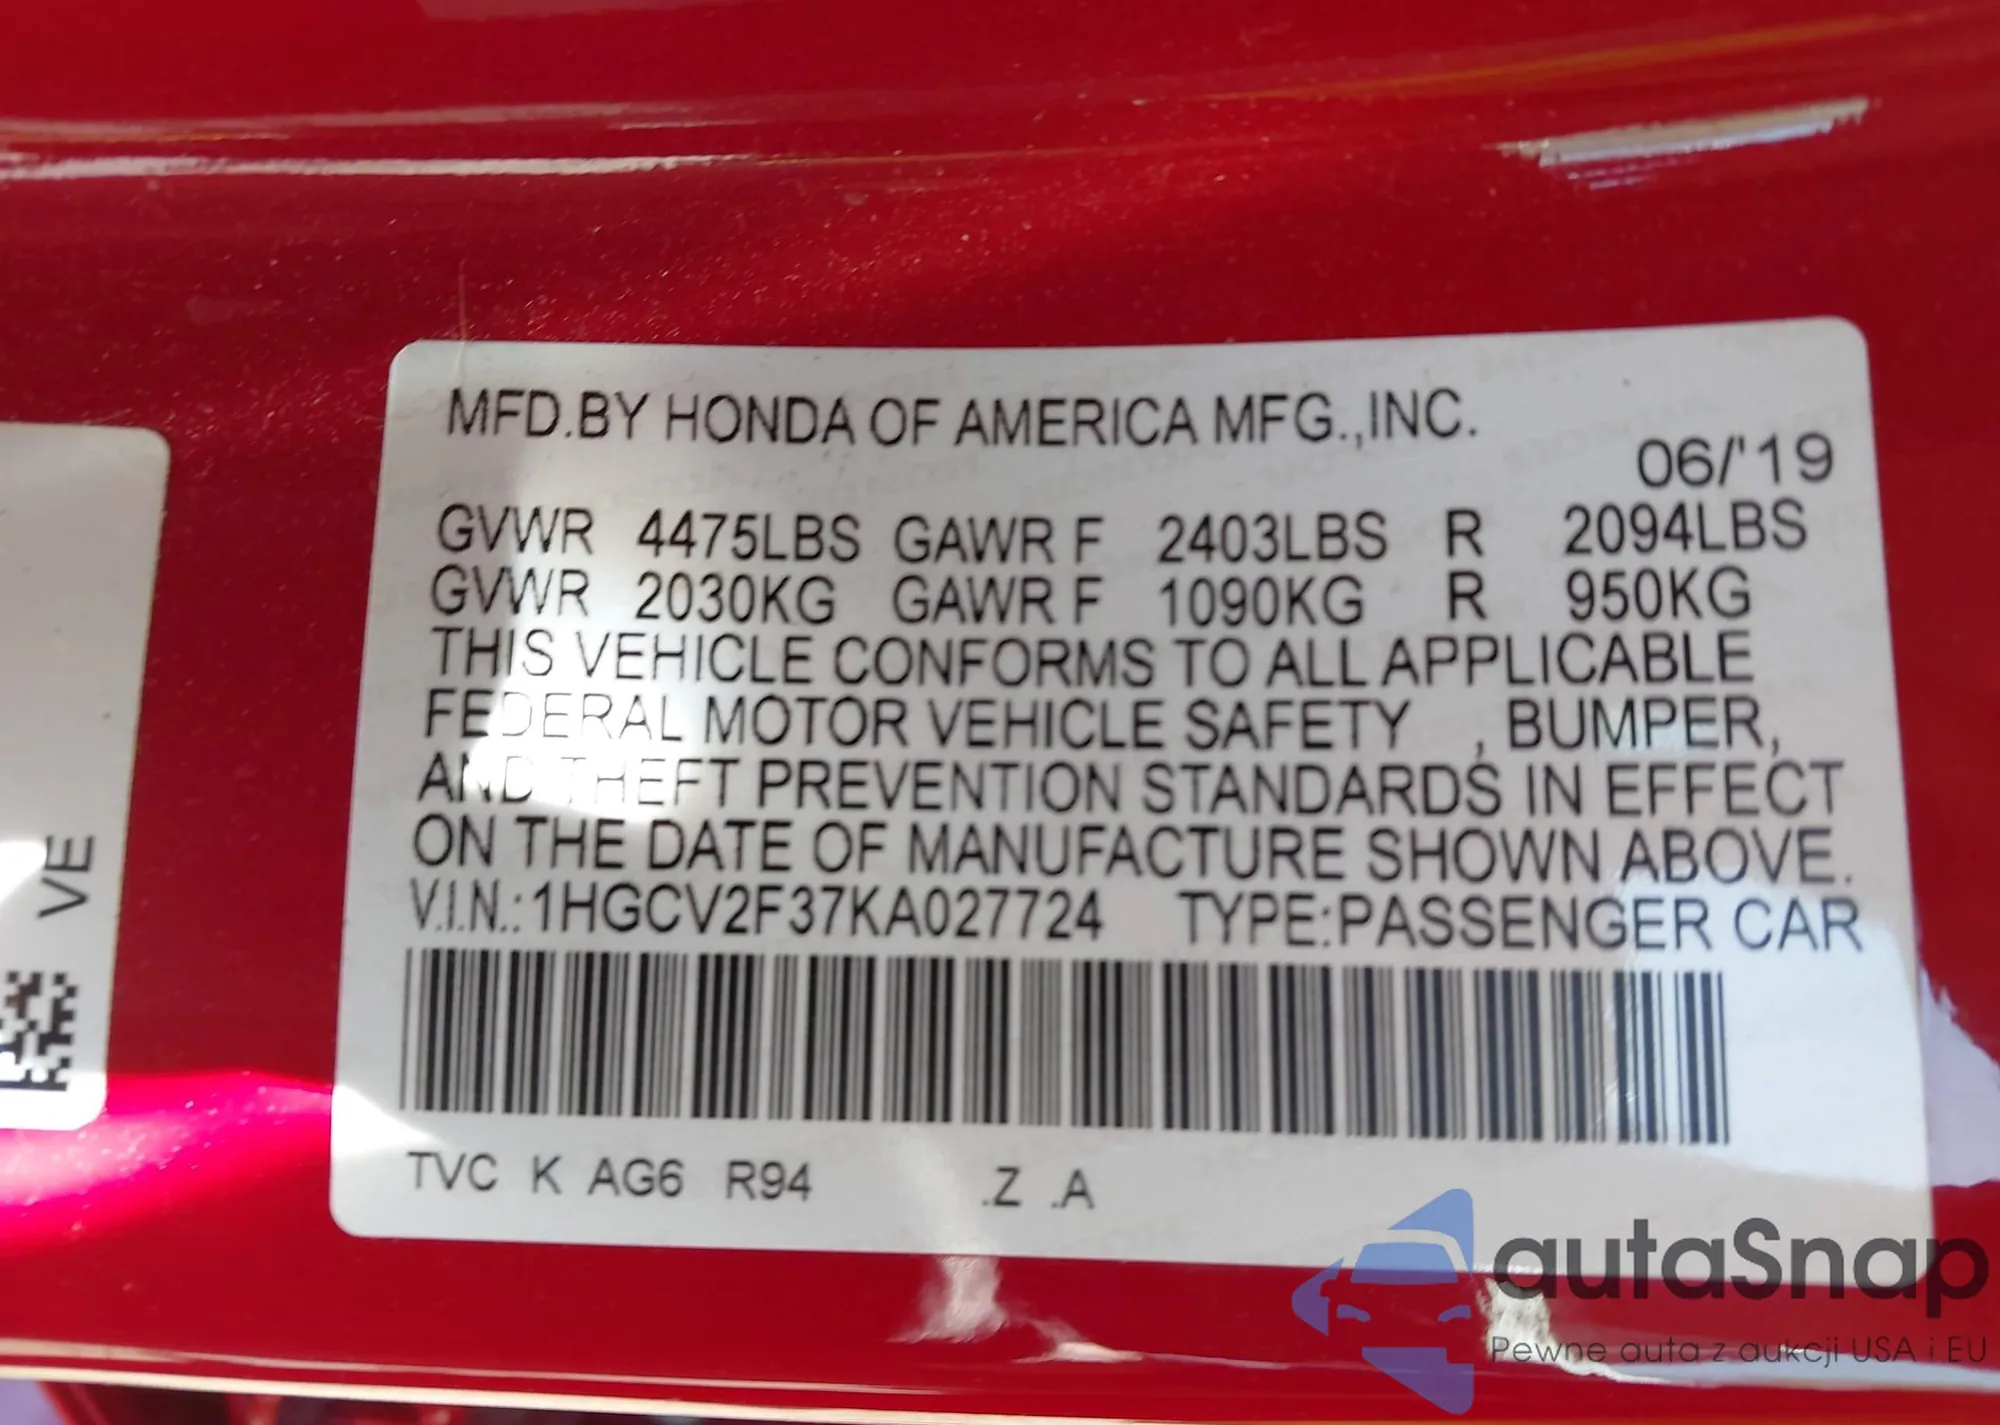 MFD.BY HONDA OF AMERICA MFG.,INC.
06/'19
GVWR 4475LBS GAWR F 2403LBS R 2094LBS
GVWR 2030KG GAWR F 1090KG R 950KG
THIS VEHICLE CONFORMS TO ALL APPLICABLE
FEDERAL MOTOR VEHICLE SAFETY , BUMPER,
AND THEFT PREVENTION STANDARDS IN EFFECT
ON THE DATE OF MANUFACTURE SHOWN ABOVE.
V.I.N.:1HGCV2F37KA027724 TYPE:PASSENGER CAR
TVC K AG6 R94 .Z .A
VE
autaSnap
Pewne auta z aukcji USA i EU